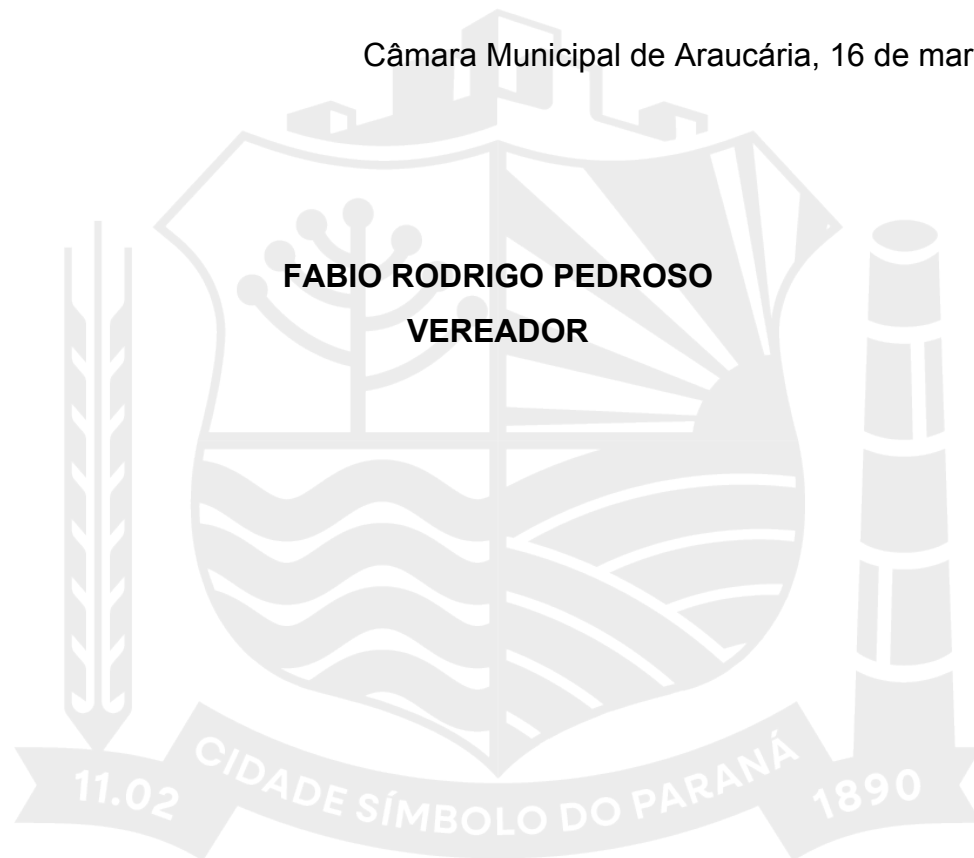 Câmara Municipal de Araucária, 16 de mar
FABIO RODRIGO PEDROSO
VEREADOR
CIDADE SÍMBOLO DO PARANÁ
11.02
1890